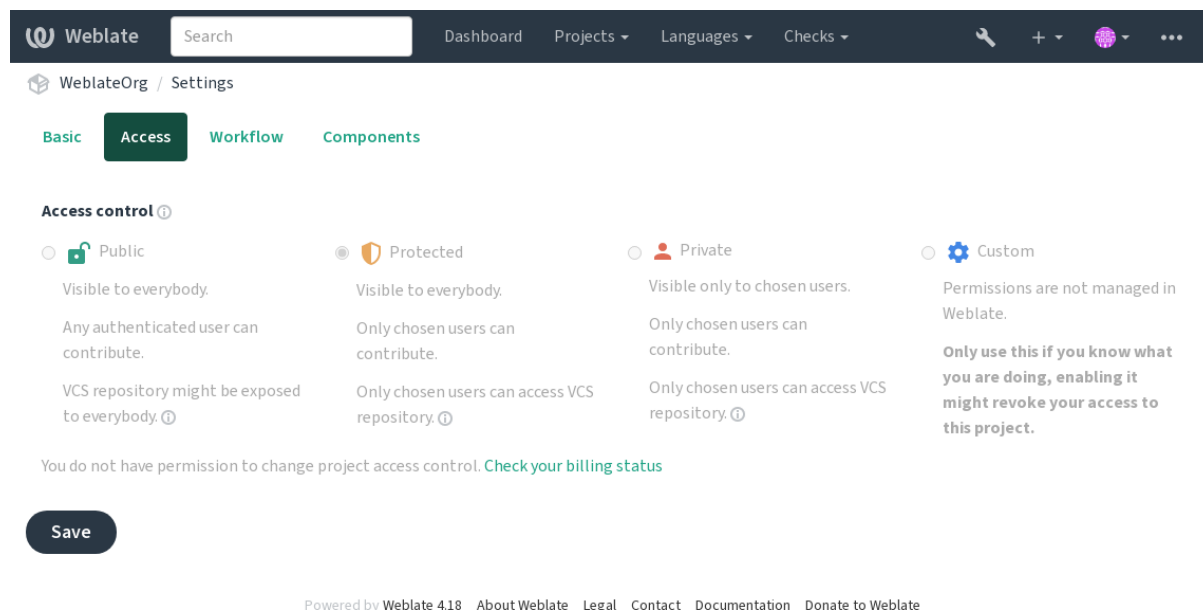 Weblate
Search
Dashboard
Projects
Languages
Checks
WeblateOrg / Settings
Basic
Access
Workflow
Components
Access control
Public
Visible to everybody.
Any authenticated user can
contribute.
VCS repository might be exposed
to everybody.
Protected
Visible to everybody.
Only chosen users can
contribute.
Only chosen users can access VCS
repository.
Private
Visible only to chosen users.
Only chosen users can
contribute.
Only chosen users can access VCS
repository.
Custom
Permissions are not managed in
Weblate.
Only use this if you know what
you are doing, enabling it
might revoke your access to
this project.
You do not have permission to change project access control. Check your billing status
Save
Powered by Weblate 4.18 About Weblate Legal Contact Documentation Donate to Weblate